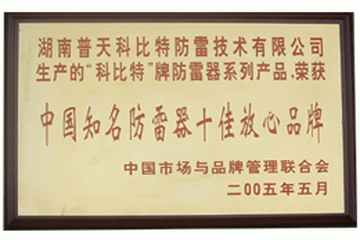 湖南普天科比特防雷技术有限公司
生产的“科比特”牌防雷器系列产品,荣获
中国知名防雷器十佳放心品牌
中国市场与品牌管理联合会
二00五年五月